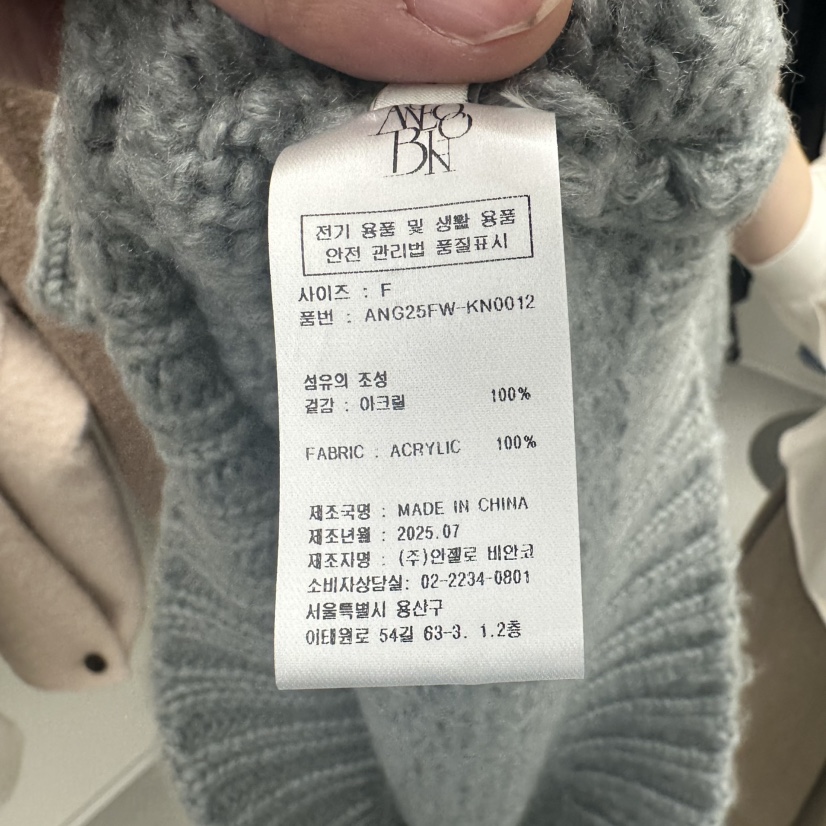 전기 용품 및 생활 용품
안전 관리법 품질표시
사이즈 : F
품번 : ANG25FW-KN0012
섬유의 조성
겉감 : 아크릴 100%
FABRIC : ACRYLIC 100%
제조국명 : MADE IN CHINA
제조년월 : 2025.07
제조자명 : (주)안젤로 비안코
소비자상담실: 02-2234-0801
서울특별시 용산구
이태원로 54길 63-3. 1.2층